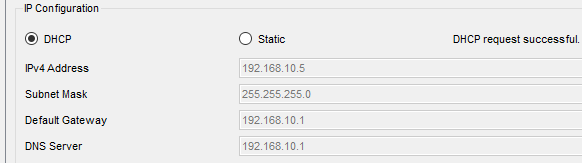 IP Configuration
DHCP Static DHCP request successful.
IPv4 Address 192.168.10.5
Subnet Mask 255.255.255.0
Default Gateway 192.168.10.1
DNS Server 192.168.10.1